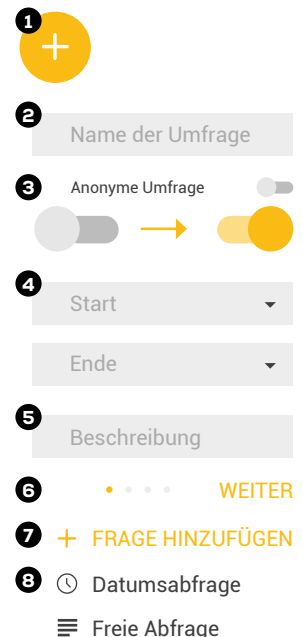 1
2
Name der Umfrage
3 Anonyme Umfrage
4
Start
Ende
5
Beschreibung
6 WEITER
7 + FRAGE HINZUFÜGEN
8 Datumsabfrage
Freie Abfrage